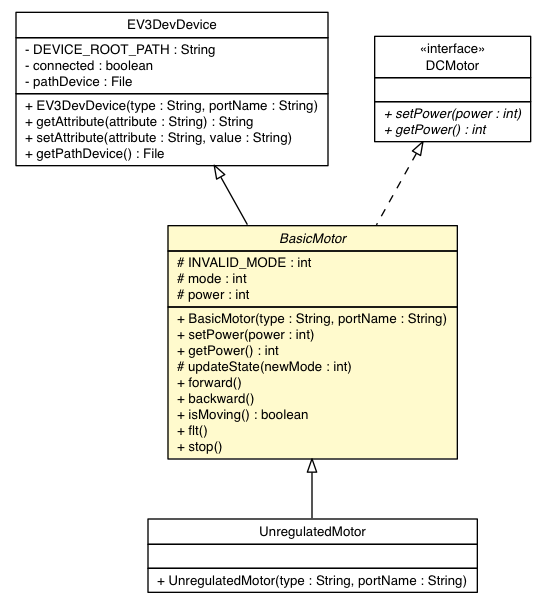 EV3DevDevice
- DEVICE_ROOT_PATH : String
- connected : boolean
- pathDevice : File
+ EV3DevDevice(type : String, portName : String)
+ getAttribute(attribute : String) : String
+ setAttribute(attribute : String, value : String)
+ getPathDevice() : File
«interface»
DCMotor
+ setPower(power : int)
+ getPower() : int
BasicMotor
# INVALID_MODE : int
# mode : int
# power : int
+ BasicMotor(type : String, portName : String)
+ setPower(power : int)
+ getPower() : int
# updateState(newMode : int)
+ forward()
+ backward()
+ isMoving() : boolean
+ flt()
+ stop()
UnregulatedMotor
+ UnregulatedMotor(type : String, portName : String)